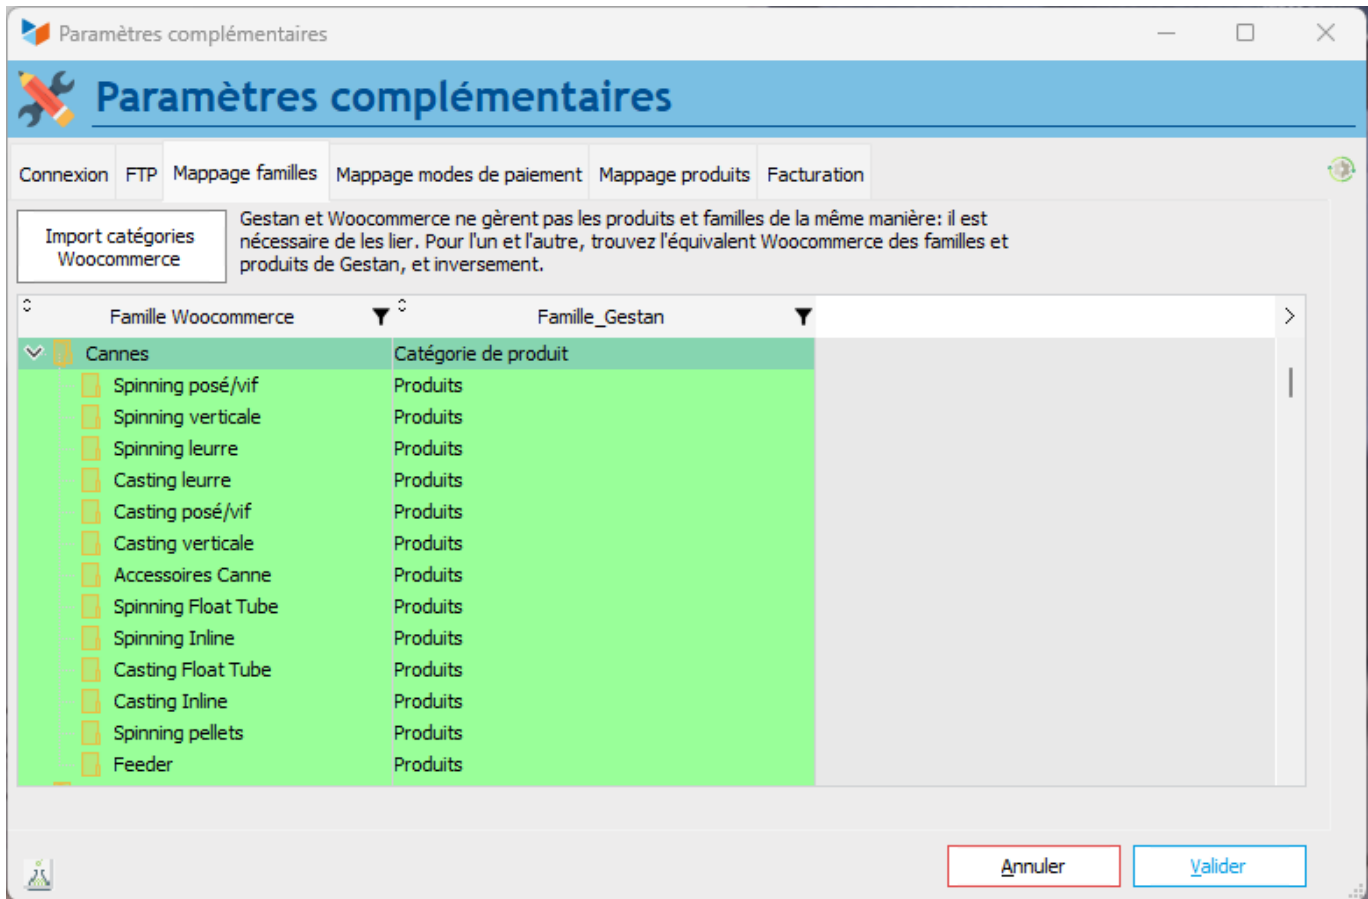 Paramètres complémentaires
Paramètres complémentaires
Connexion FTP Mappage familles Mappage modes de paiement Mappage produits Facturation
Import catégories
Woocommerce
Gestan et Woocommerce ne gèrent pas les produits et familles de la même manière: il est
nécessaire de les lier. Pour l'un et l'autre, trouvez l'équivalent Woocommerce des familles et
produits de Gestan, et inversement.
Famille Woocommerce Famille_Gestan
Cannes Catégorie de produit
Spinning posé/vif Produits
Spinning verticale Produits
Spinning leurre Produits
Casting leurre Produits
Casting posé/vif Produits
Casting verticale Produits
Accessoires Canne Produits
Spinning Float Tube Produits
Spinning Inline Produits
Casting Float Tube Produits
Casting Inline Produits
Spinning pellets Produits
Feeder Produits
Annuler Valider